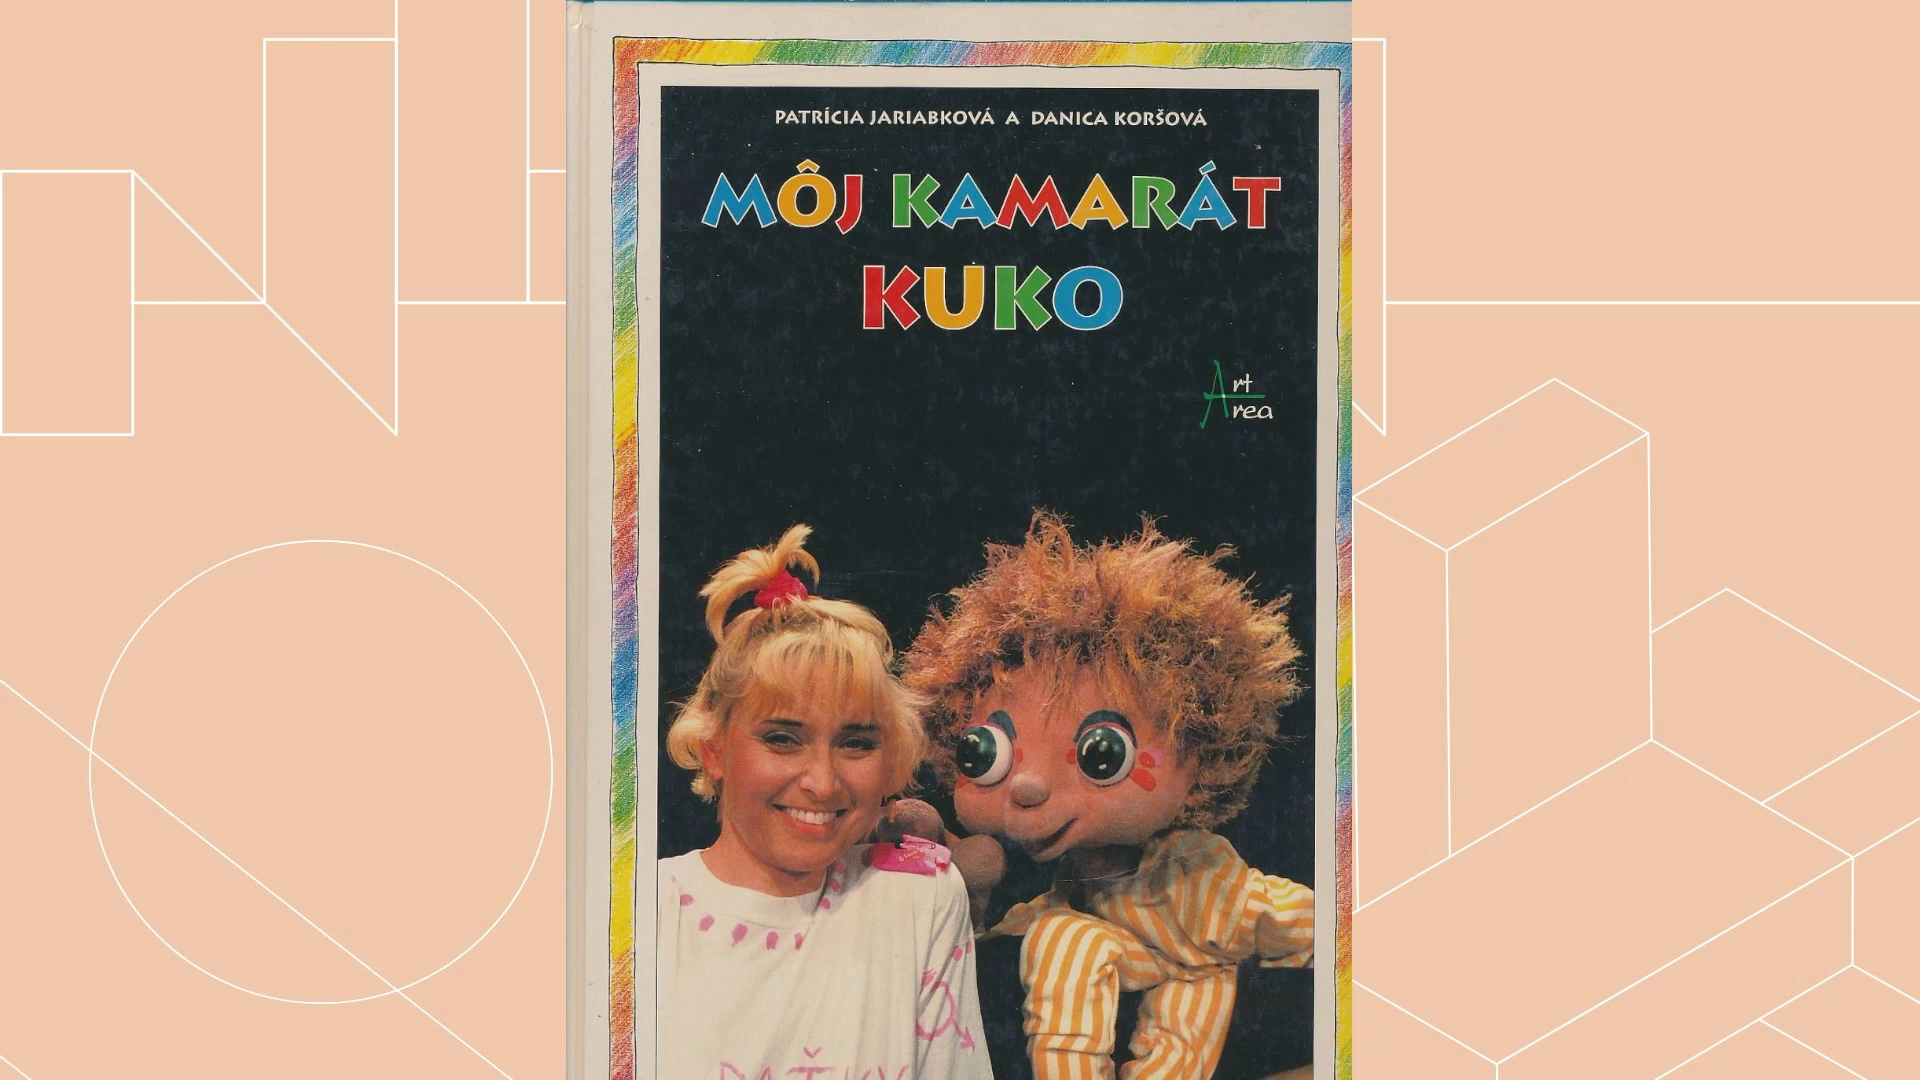 PATRÍCIA JARIABKOVÁ A DANICA KORŠOVÁ
MÔJ KAMARÁT
KUKO
Art
Area